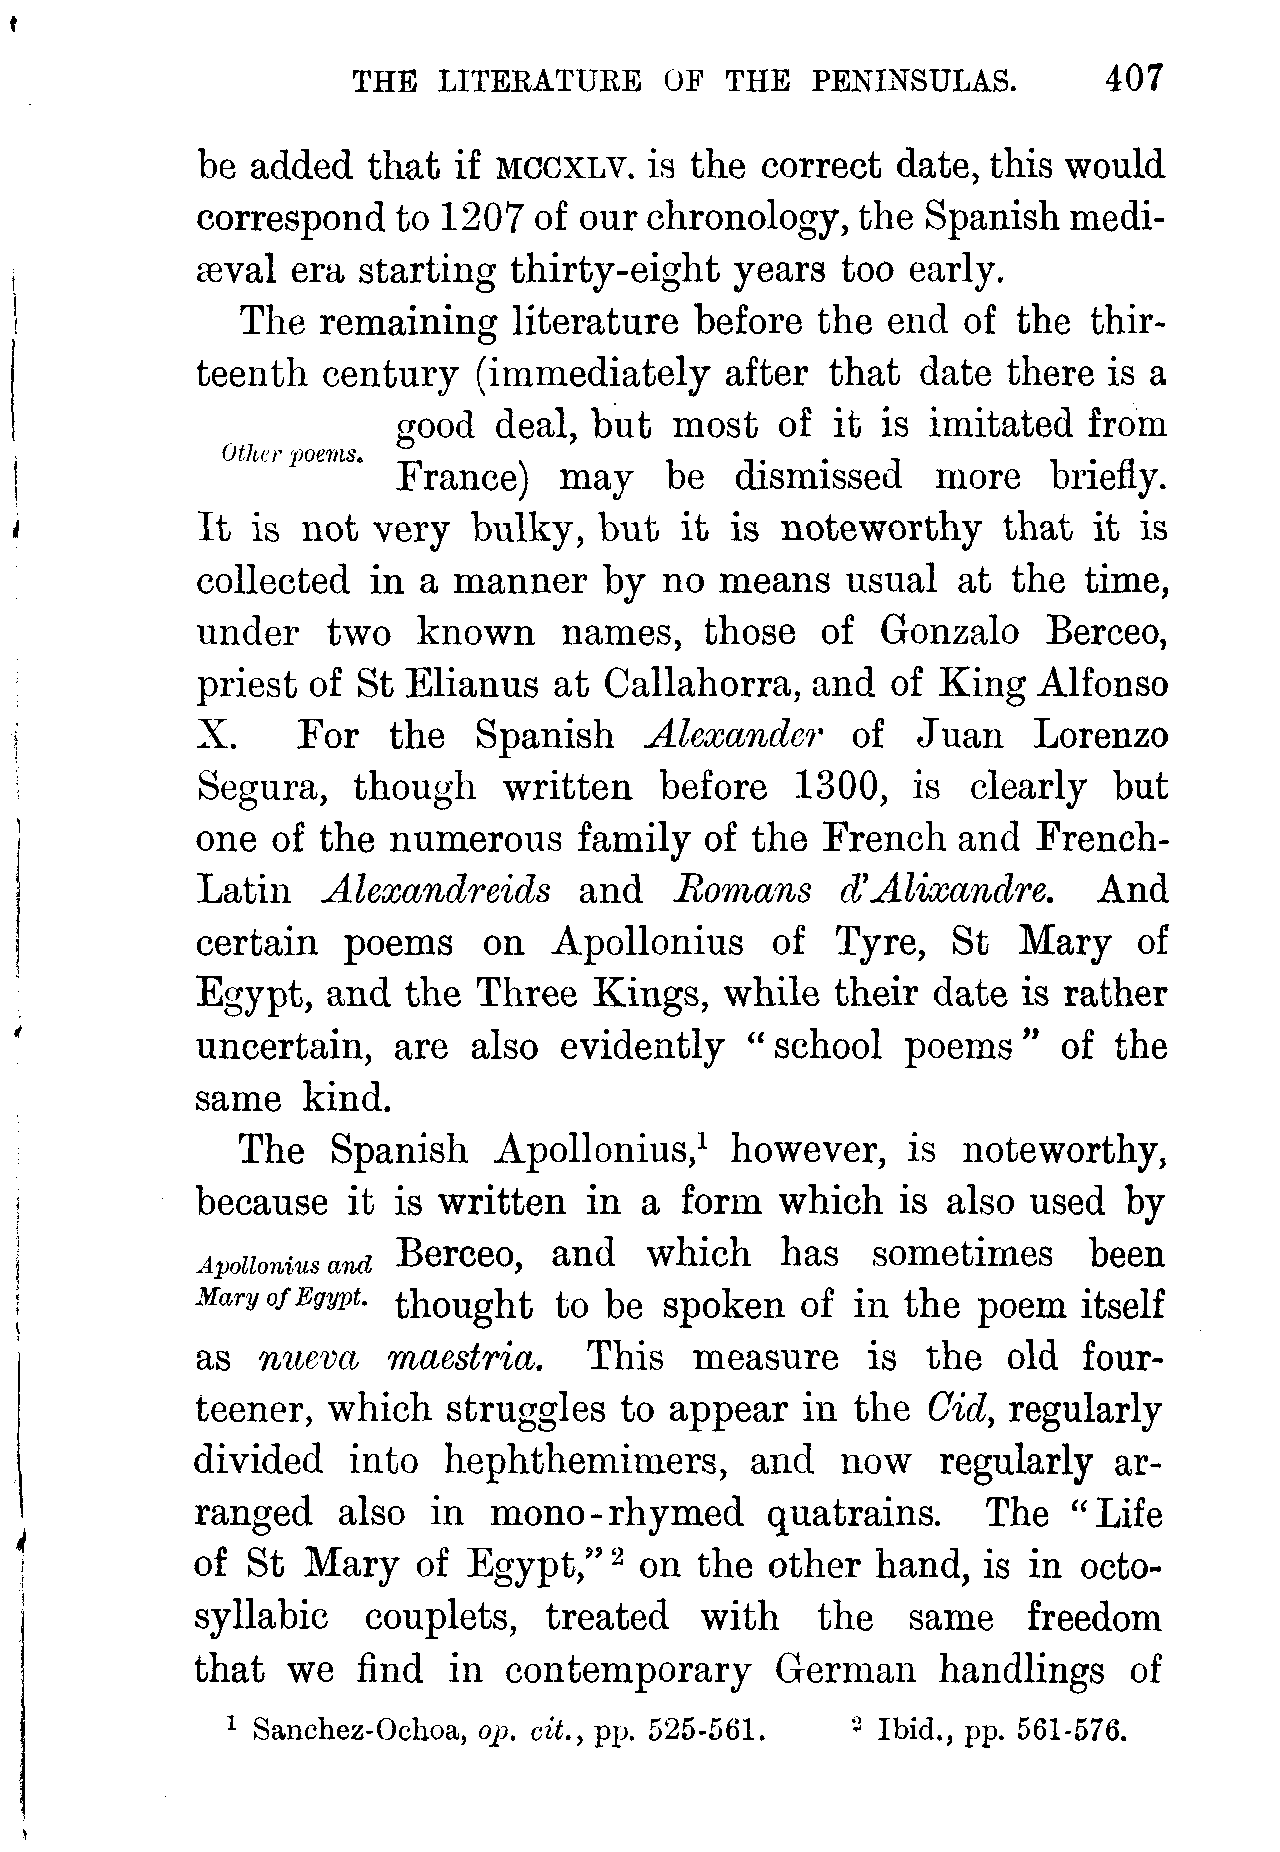 THE LITERATURE OF THE PENINSULAS. 407
be added that if MCCXLV. is the correct date, this would
correspond to 1207 of our chronology, the Spanish medi-
æval era starting thirty-eight years too early.
The remaining literature before the end of the thir-
teenth century (immediately after that date there is a
good deal, but most of it is imitated from
Other poems.
France) may be dismissed more briefly.
It is not very bulky, but it is noteworthy that it is
collected in a manner by no means usual at the time,
under two known names, those of Gonzalo Berceo,
priest of St Elianus at Callahorra, and of King Alfonso
X. For the Spanish Alexander of Juan Lorenzo
Segura, though written before 1300, is clearly but
one of the numerous family of the French and French-
Latin Alexandreids and Romans d'Alixandre. And
certain poems on Apollonius of Tyre, St Mary of
Egypt, and the Three Kings, while their date is rather
uncertain, are also evidently "school poems" of the
same kind.
The Spanish Apollonius,¹ however, is noteworthy,
because it is written in a form which is also used by
Apollonius and
Mary of Egypt.
Berceo, and which has sometimes been
thought to be spoken of in the poem itself
as nueva maestria. This measure is the old four-
teener, which struggles to appear in the Cid, regularly
divided into hephthemimers, and now regularly ar-
ranged also in mono-rhymed quatrains. The "Life
of St Mary of Egypt,"² on the other hand, is in octo-
syllabic couplets, treated with the same freedom
that we find in contemporary German handlings of
¹ Sanchez-Ochoa, op. cit., pp. 525-561. ² Ibid., pp. 561-576.